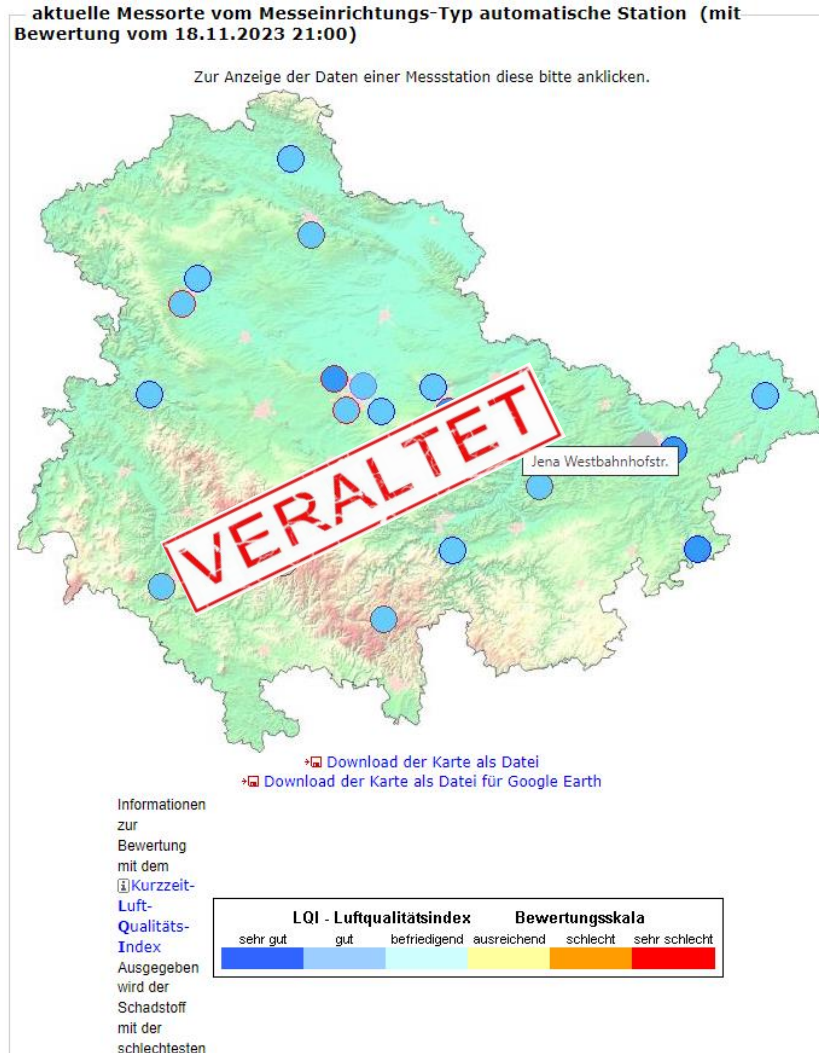 aktuelle Messorte vom Messeinrichtungs-Typ automatische Station (mit
Bewertung vom 18.11.2023 21:00)
Zur Anzeige der Daten einer Messstation diese bitte anklicken.
VERALTET
Jena Westbahnhofstr.
Download der Karte als Datei
Download der Karte als Datei für Google Earth
Informationen
zur
Bewertung
mit dem
Kurzzeit-
Luft-
Qualitäts-
Index
Ausgegeben
wird der
Schadstoff
mit der
schlechtesten
LQI - Luftqualitätsindex Bewertungsskala
sehr gut gut befriedigend ausreichend schlecht sehr schlecht